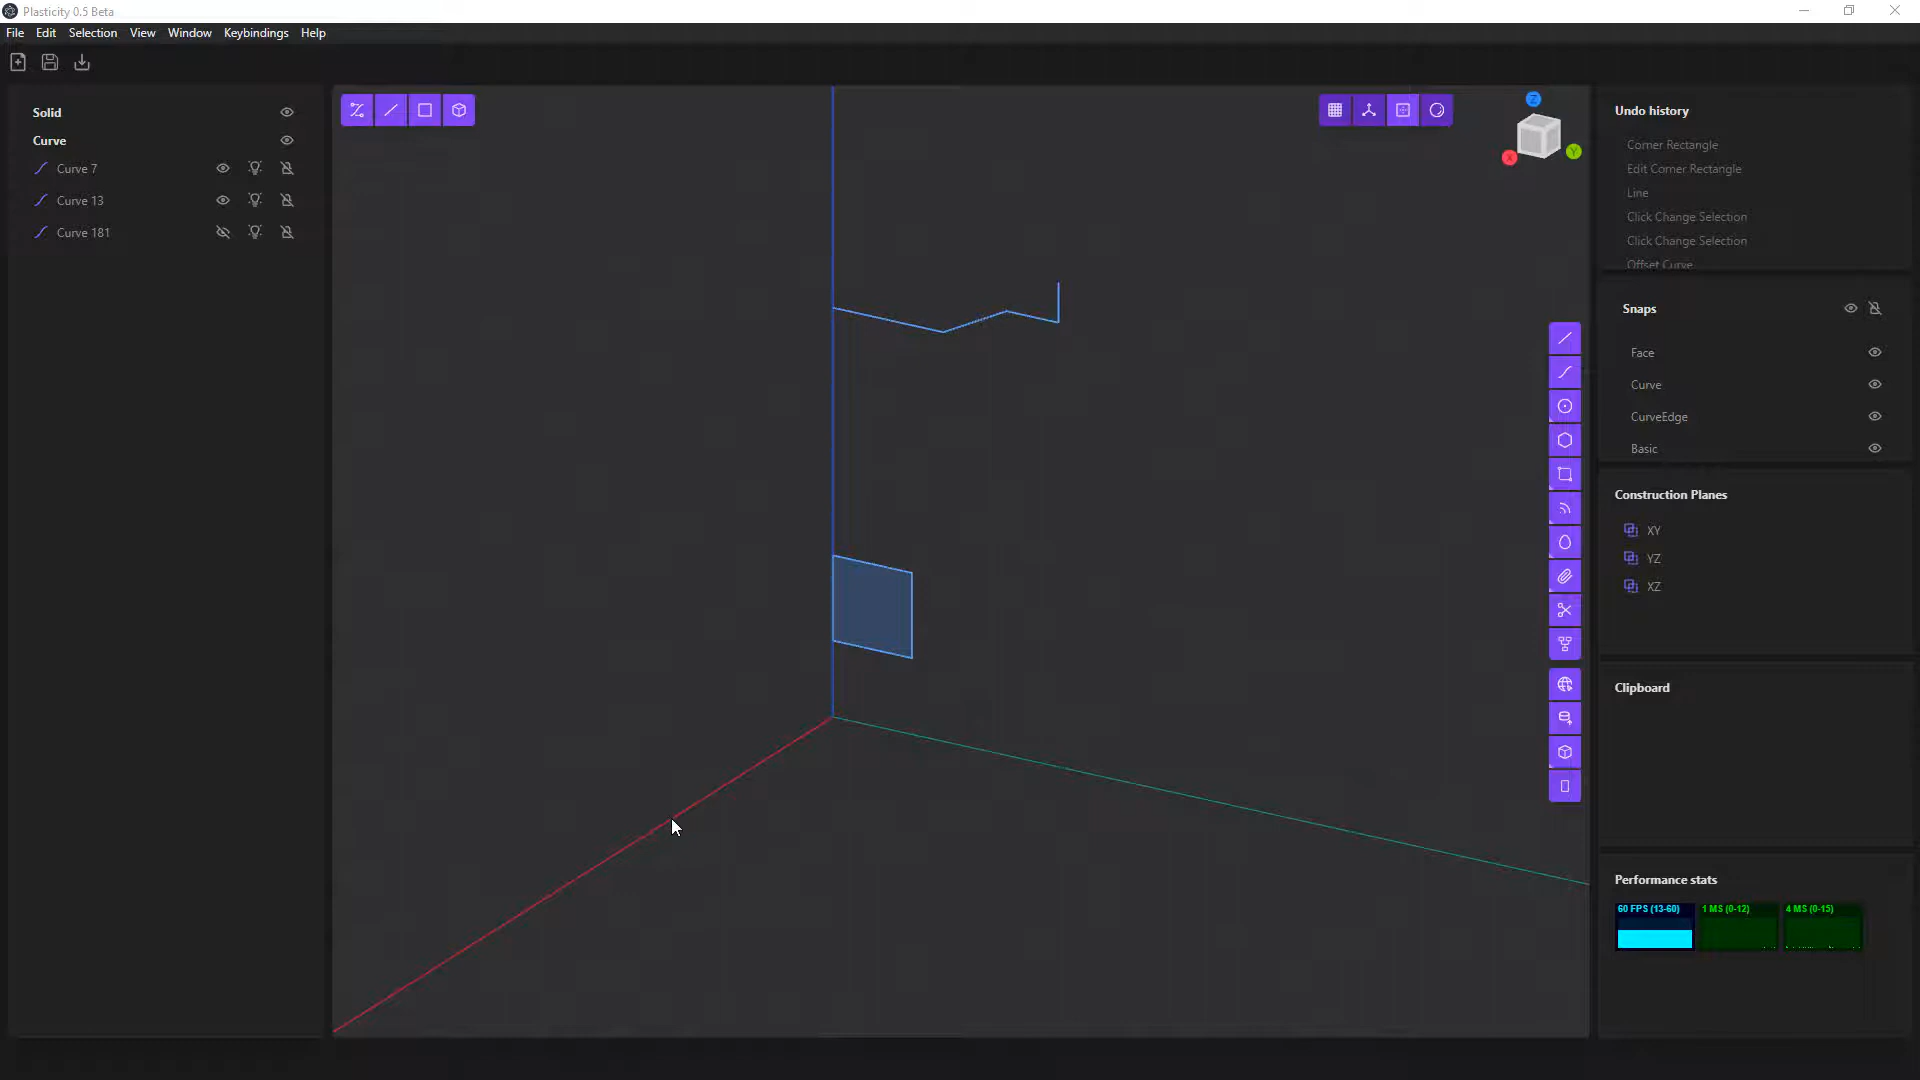 Plasticity 0.5 Beta
File Edit Selection View Window Keybindings Help
Solid
Curve
Curve 7
Curve 13
Curve 181
Z
X
Y
Undo history
Corner Rectangle
Edit Corner Rectangle
Line
Click Change Selection
Click Change Selection
Offset Curve
Snaps
Face
Curve
CurveEdge
Basic
Construction Planes
XY
YZ
XZ
Clipboard
Performance stats
60 FPS (13-60) 1 MS (0-12) 4 MS (0-15)